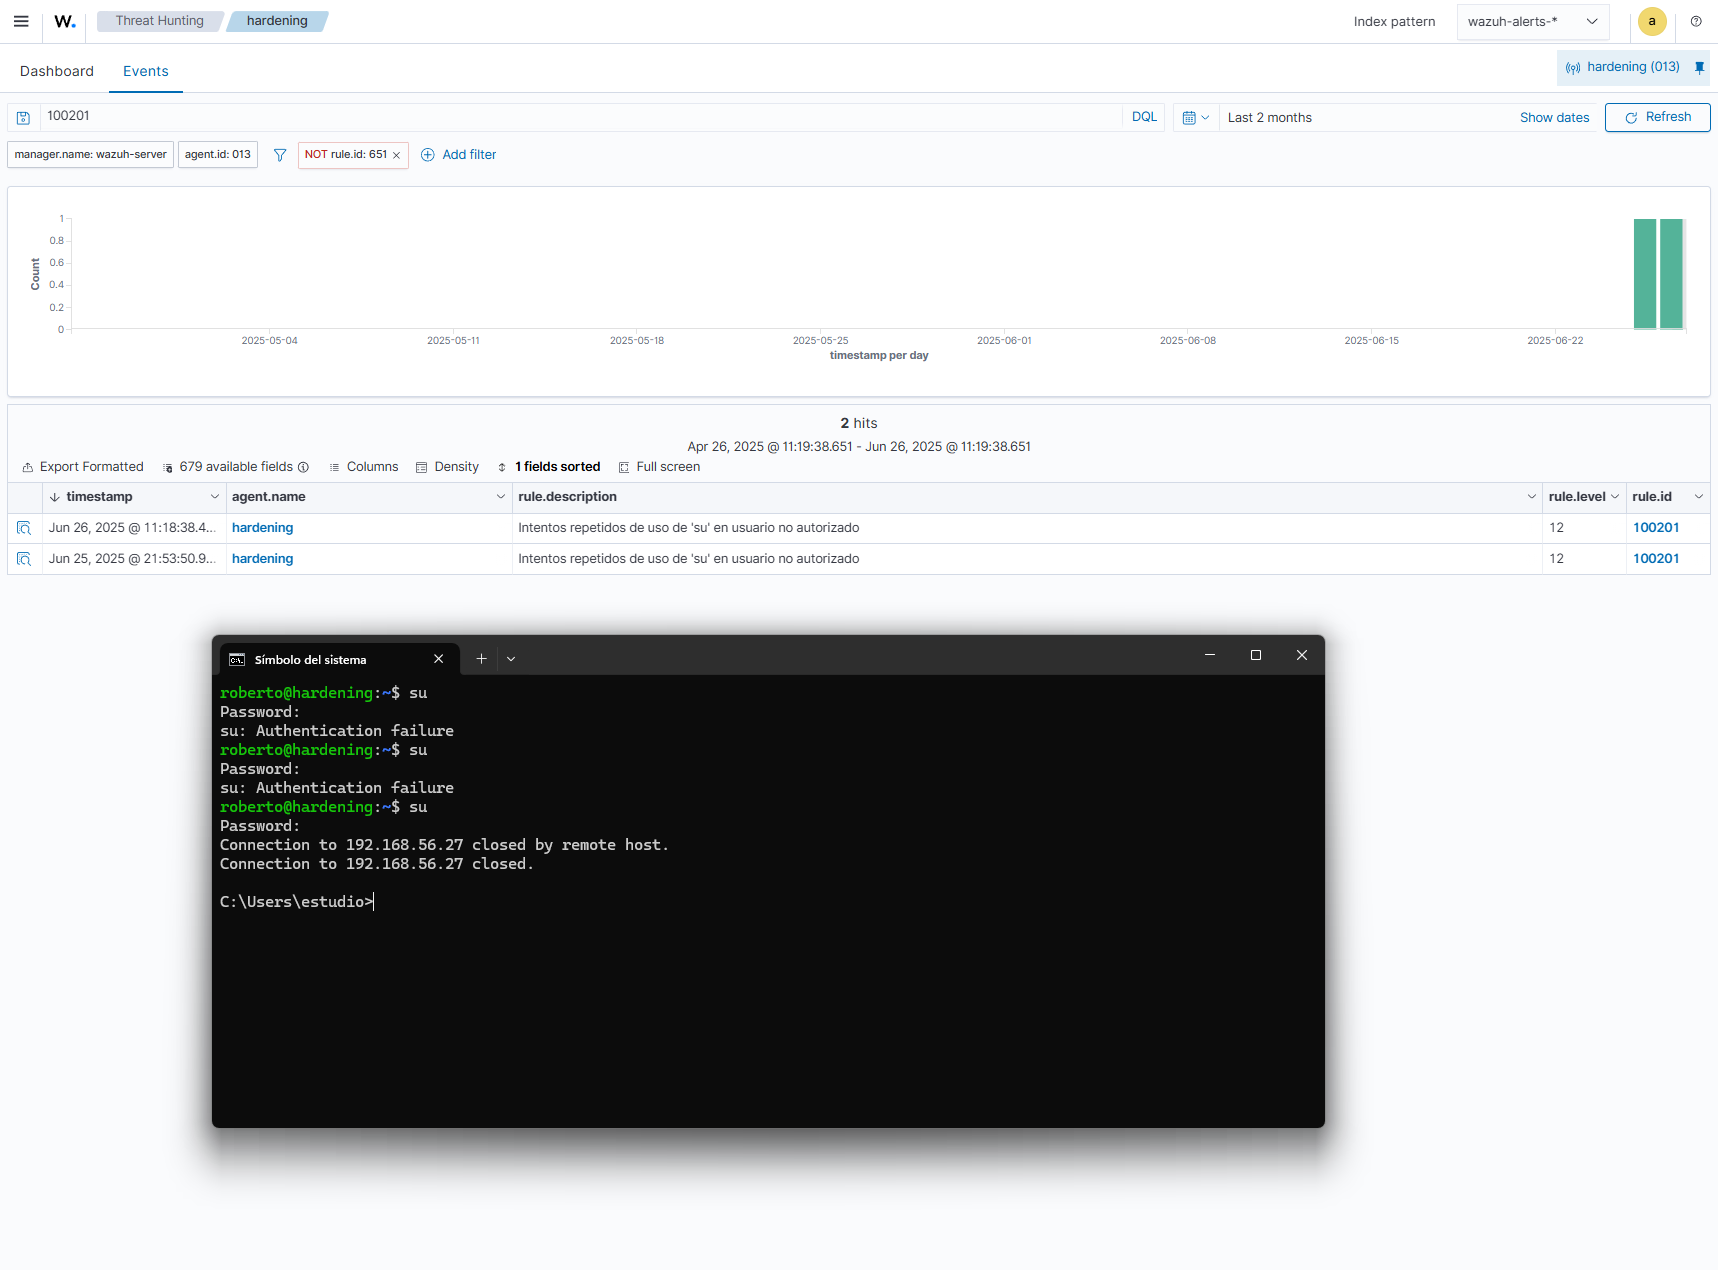 W.
Threat Hunting
hardening
Index pattern
wazuh-alerts-*
a
Dashboard
Events
hardening (013)
100201
DQL
Last 2 months
Show dates
Refresh
manager.name: wazuh-server
agent.id: 013
NOT rule.id: 651
Add filter
1
0.8
0.6
0.4
0.2
0
Count
2025-05-04
2025-05-11
2025-05-18
2025-05-25
2025-06-01
2025-06-08
2025-06-15
2025-06-22
timestamp per day
2 hits
Apr 26, 2025 @ 11:19:38.651 - Jun 26, 2025 @ 11:19:38.651
Export Formatted
679 available fields
Columns
Density
1 fields sorted
Full screen
timestamp
agent.name
rule.description
rule.level
rule.id
Jun 26, 2025 @ 11:18:38.4...
hardening
Intentos repetidos de uso de 'su' en usuario no autorizado
12
100201
Jun 25, 2025 @ 21:53:50.9...
hardening
Intentos repetidos de uso de 'su' en usuario no autorizado
12
100201
Símbolo del sistema
roberto@hardening:~$ su
Password:
su: Authentication failure
roberto@hardening:~$ su
Password:
su: Authentication failure
roberto@hardening:~$ su
Password:
Connection to 192.168.56.27 closed by remote host.
Connection to 192.168.56.27 closed.
C:\Users\estudio>